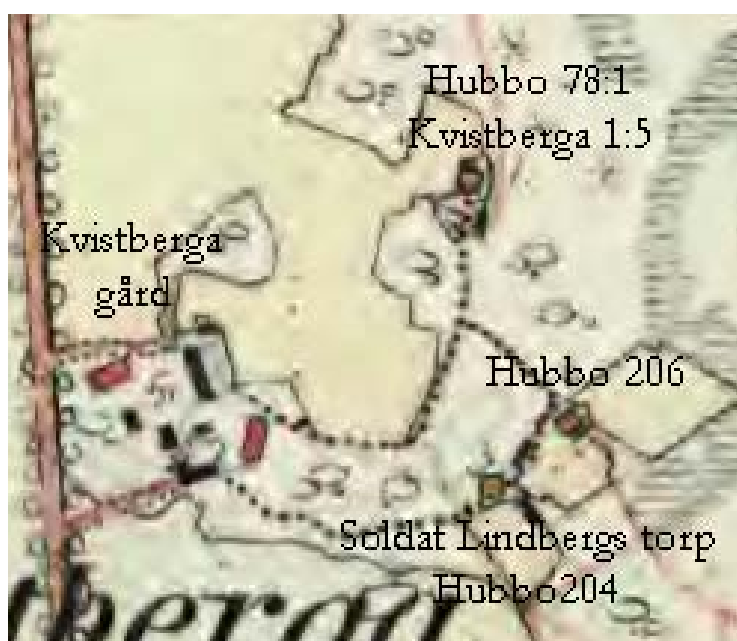 Hubbo 78:1
Kvistberga 1:5
Kvistberga
gård
Hubbo 206
Soldat Lindbergs torp
Hubbo204